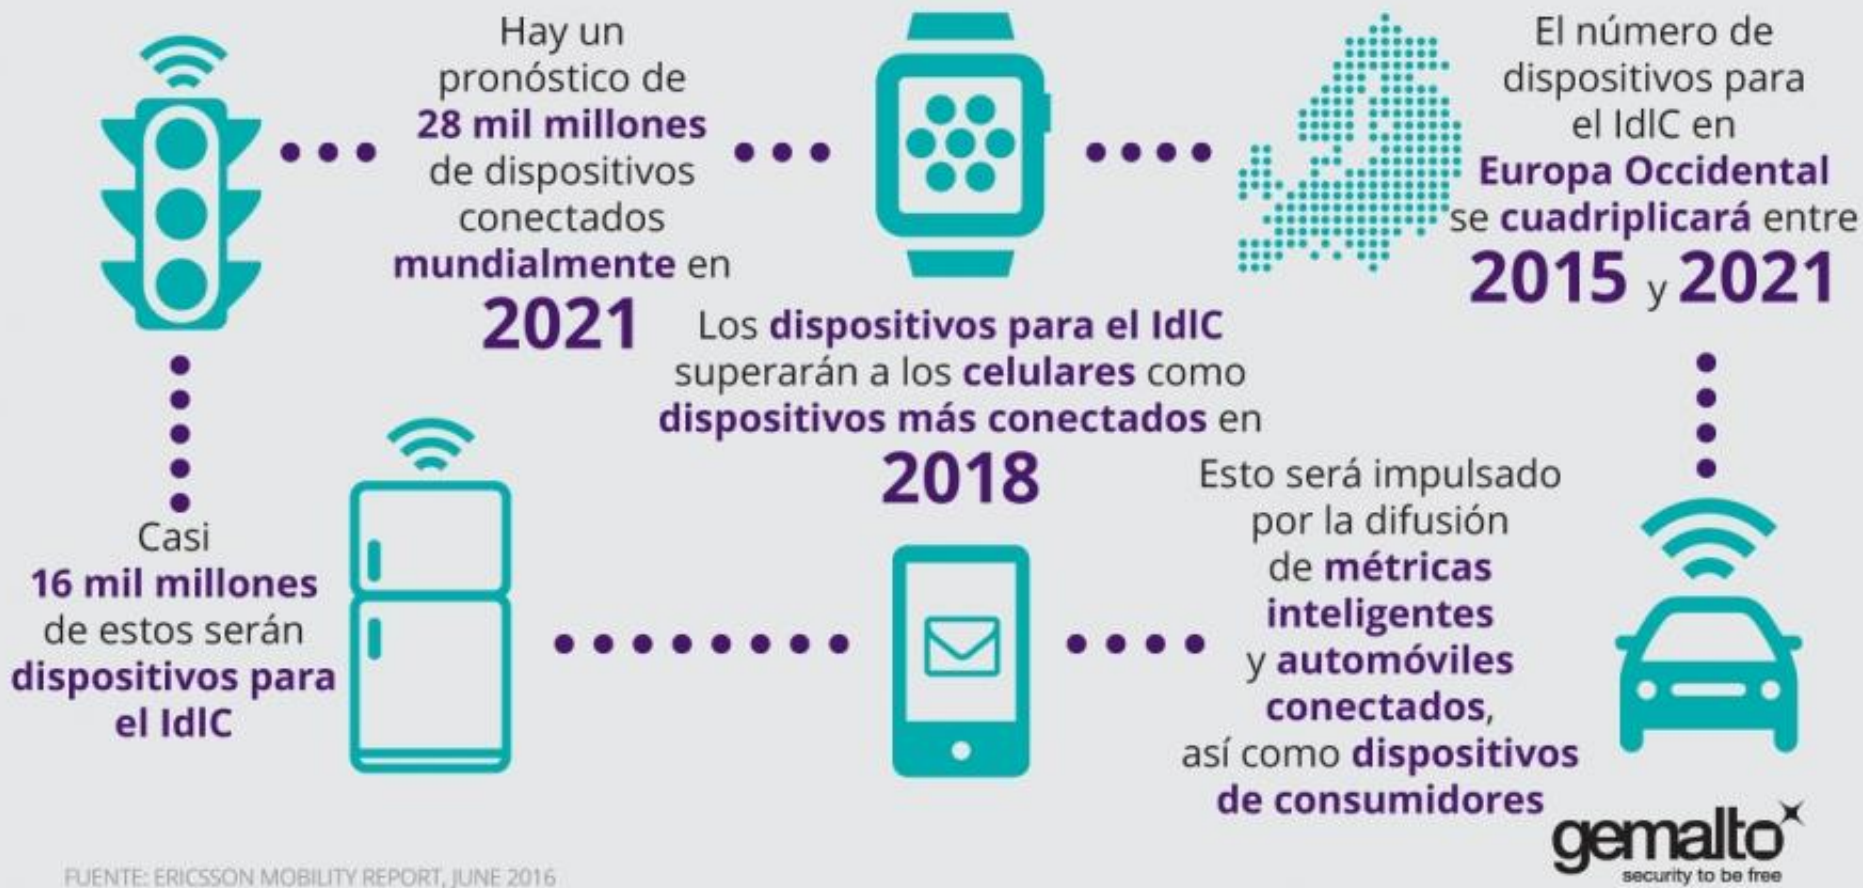 Hay un
pronóstico de
28 mil millones
de dispositivos
conectados
mundialmente en
2021
Casi
16 mil millones
de estos serán
dispositivos para
el IdlC
Los dispositivos para el IdlC
superarán a los celulares como
dispositivos más conectados en
2018
El número de
dispositivos para
el IdlC en
Europa Occidental
se cuadriplicará entre
2015 y 2021
Esto será impulsado
por la difusión
de métricas
inteligentes
y automóviles
conectados,
así como dispositivos
de consumidores
gemalto
security to be free
FUENTE: ERICSSON MOBILITY REPORT, JUNE 2016